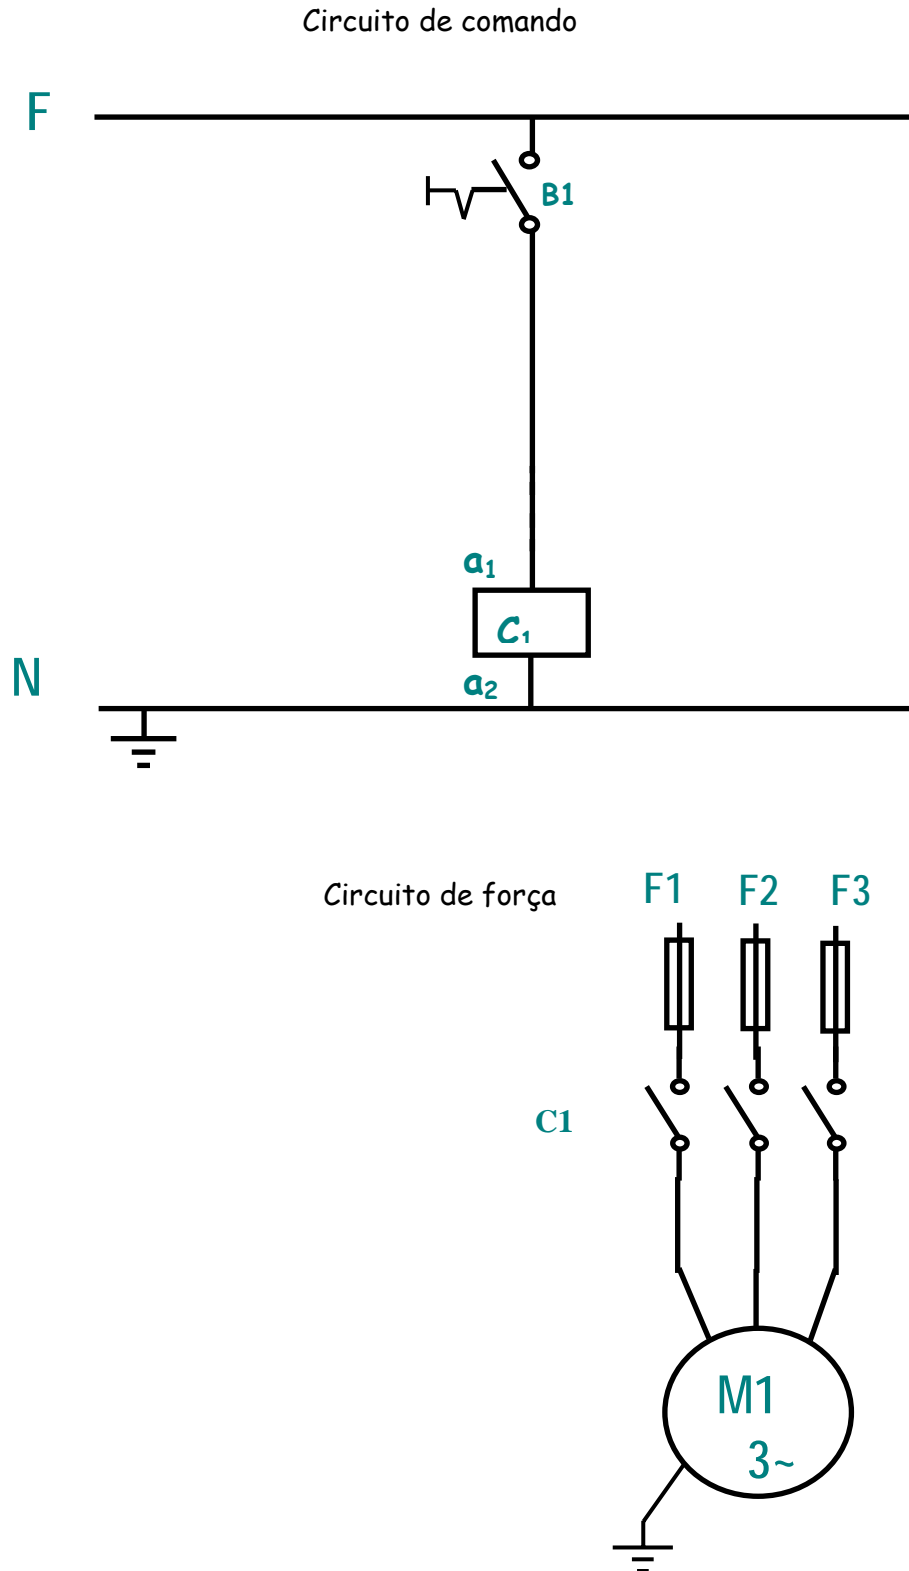 Circuito de comando
F
B1
a₁
C₁
N
a₂
Circuito de força F1 F2 F3
C1
M1
3~